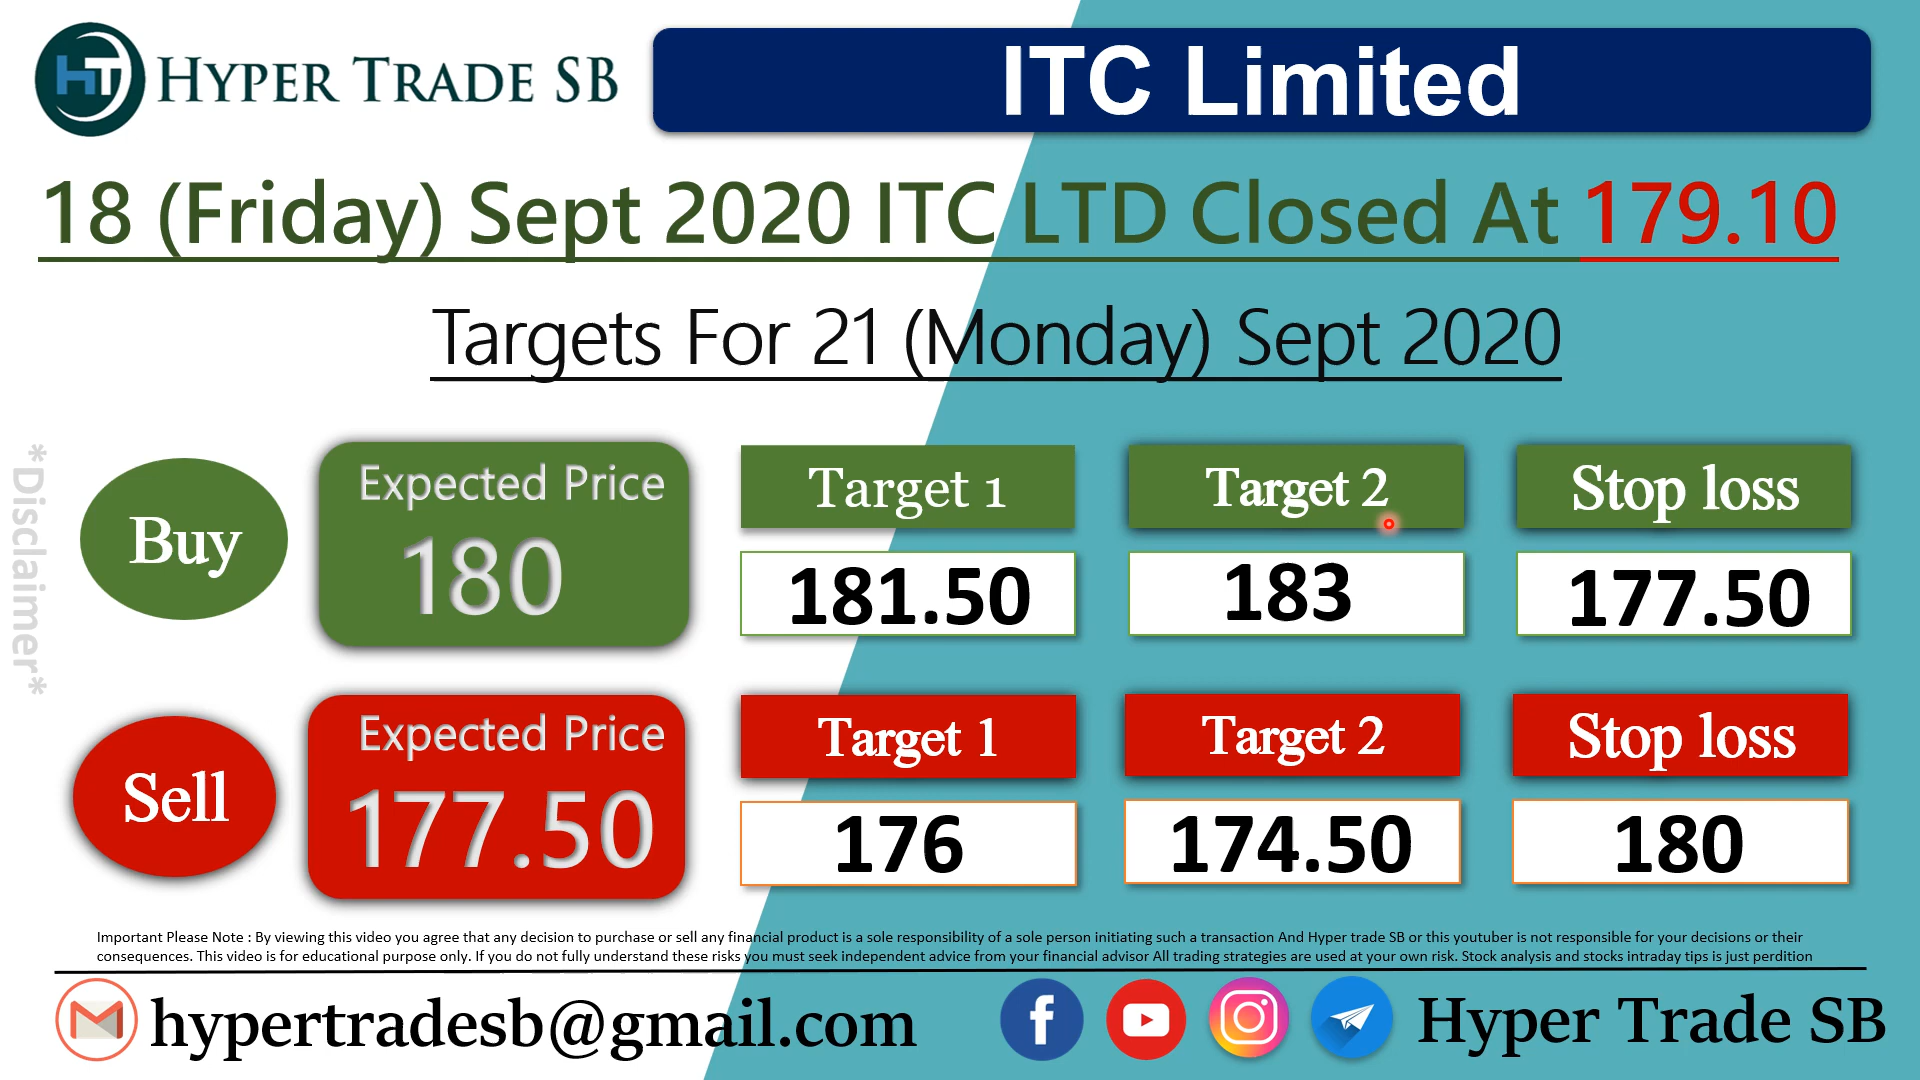 HT HYPER TRADE SB
ITC Limited
18 (Friday) Sept 2020 ITC LTD Closed At 179.10
Targets For 21 (Monday) Sept 2020
*Disclaimer*
Buy
Expected Price
180
Target 1
181.50
Target 2
183
Stop loss
177.50
Sell
Expected Price
177.50
Target 1
176
Target 2
174.50
Stop loss
180
Important Please Note : By viewing this video you agree that any decision to purchase or sell any financial product is a sole responsibility of a sole person initiating such a transaction And Hyper trade SB or this youtuber is not responsible for your decisions or their
consequences. This video is for educational purpose only. If you do not fully understand these risks you must seek independent advice from your financial advisor All trading strategies are used at your own risk. Stock analysis and stocks intraday tips is just perdition
hypertradesb@gmail.com
Hyper Trade SB